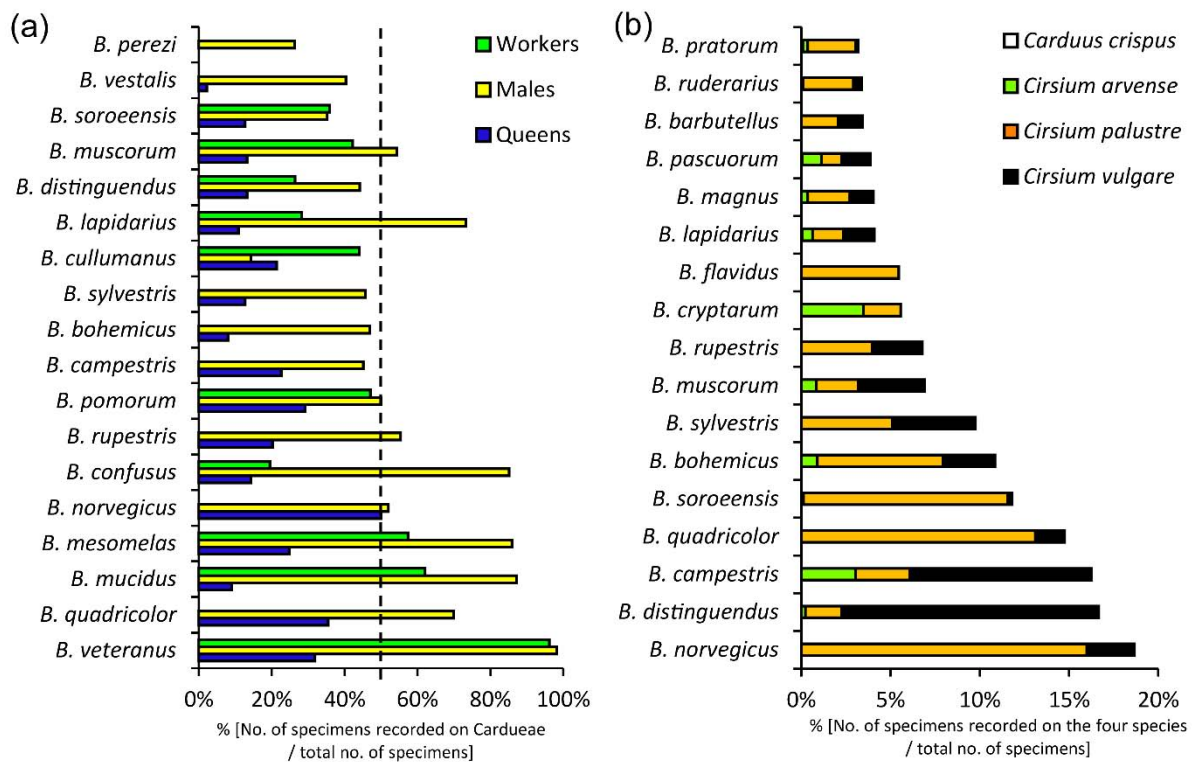 (a)
B. perezi
B. vestalis
B. soroeensis
B. muscorum
B. distinguendus
B. lapidarius
B. cullumanus
B. sylvestris
B. bohemicus
B. campestris
B. pomorum
B. rupestris
B. confusus
B. norvegicus
B. mesomelas
B. mucidus
B. quadricolor
B. veteranus
Workers
Males
Queens
0% 20% 40% 60% 80% 100%
% [No. of specimens recorded on Cardueae
/ total no. of specimens]
(b)
B. pratorum
B. ruderarius
B. barbutellus
B. pascuorum
B. magnus
B. lapidarius
B. flavidus
B. cryptarum
B. rupestris
B. muscorum
B. sylvestris
B. bohemicus
B. soroeensis
B. quadricolor
B. campestris
B. distinguendus
B. norvegicus
Carduus crispus
Cirsium arvense
Cirsium palustre
Cirsium vulgare
0% 5% 10% 15% 20%
% [No. of specimens recorded on the four species
/ total no. of specimens]